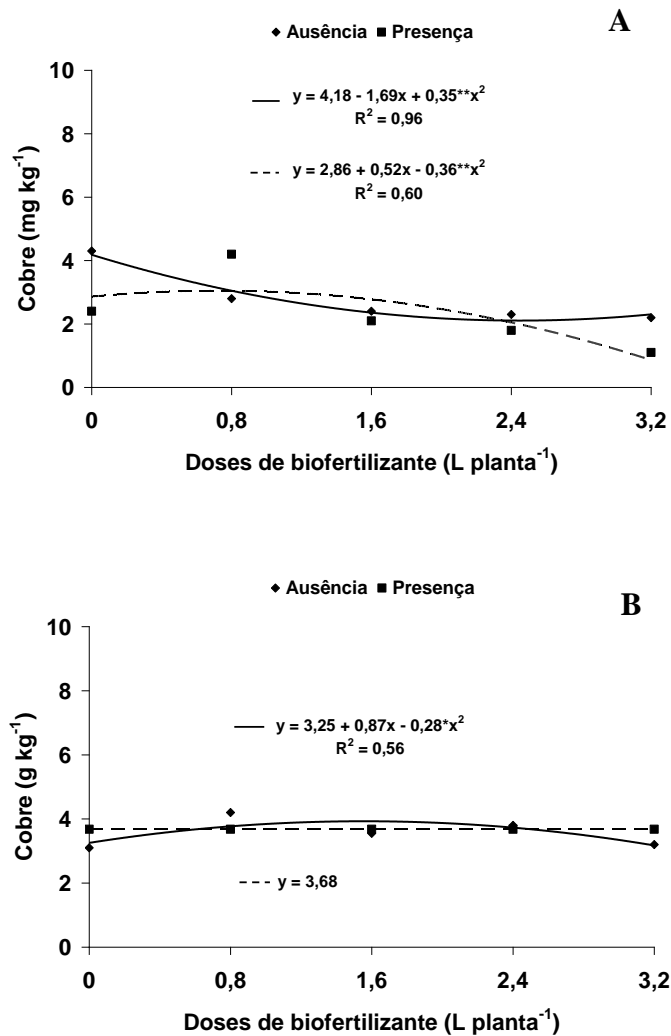 ◆ Ausência ■ Presença
A
y = 4,18 - 1,69x + 0,35**x²
R² = 0,96
y = 2,86 + 0,52x - 0,36**x²
R² = 0,60
Cobre (mg kg⁻¹)
10
8
6
4
2
0
0 0,8 1,6 2,4 3,2
Doses de biofertilizante (L planta⁻¹)
◆ Ausência ■ Presença
B
y = 3,25 + 0,87x - 0,28*x²
R² = 0,56
y = 3,68
Cobre (g kg⁻¹)
10
8
6
4
2
0
0 0,8 1,6 2,4 3,2
Doses de biofertilizante (L planta⁻¹)